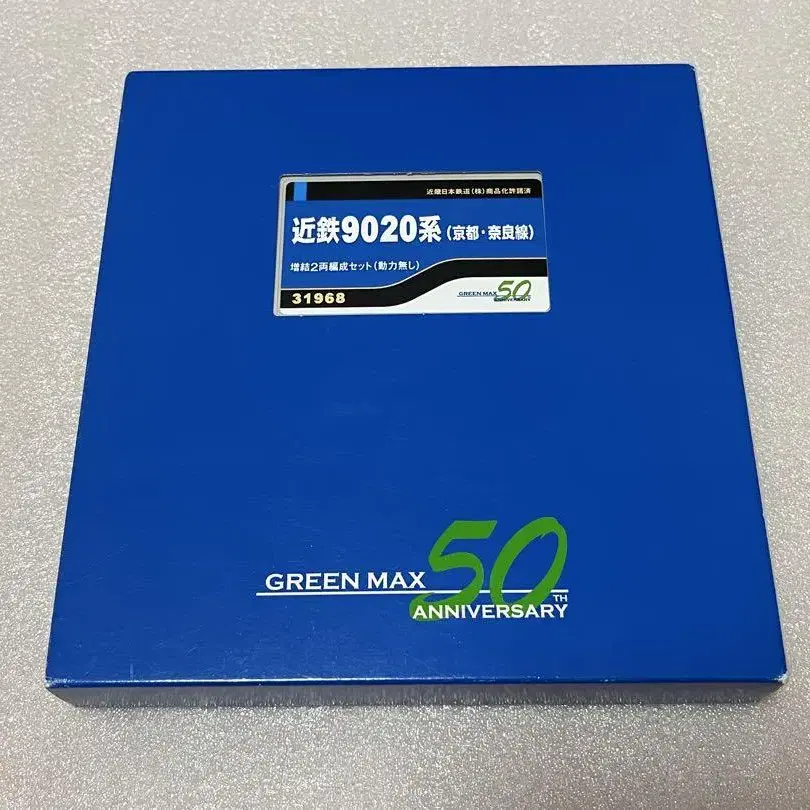 近畿日本鉄道(株)商品化許諾済
近鉄9020系(京都・奈良線)
増結2両編成セット(動力無し)
31968
GREEN MAX 50
ANNIVERSARY
GREEN MAX 50TH
ANNIVERSARY